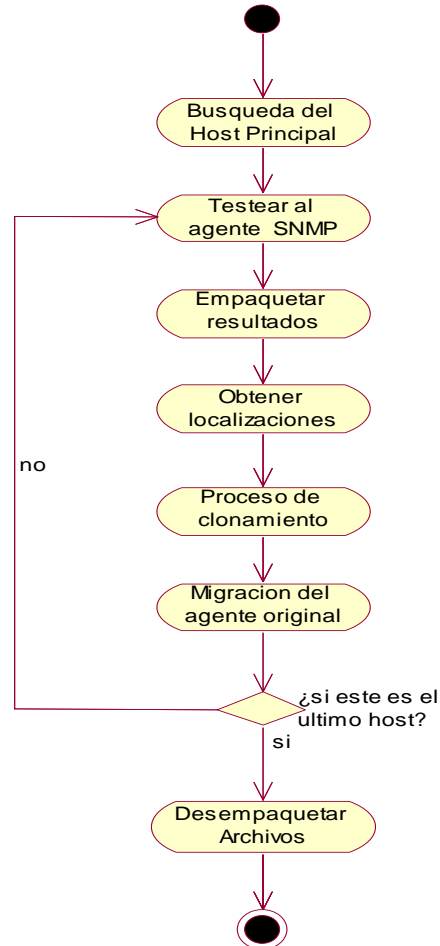 Busqueda del
Host Principal
Testear al
agente SNMP
Empaquetar
resultados
Obtener
localizaciones
no
Proceso de
clonamiento
Migracion del
agente original
¿si este es el
ultimo host?
si
Desempaquetar
Archivos